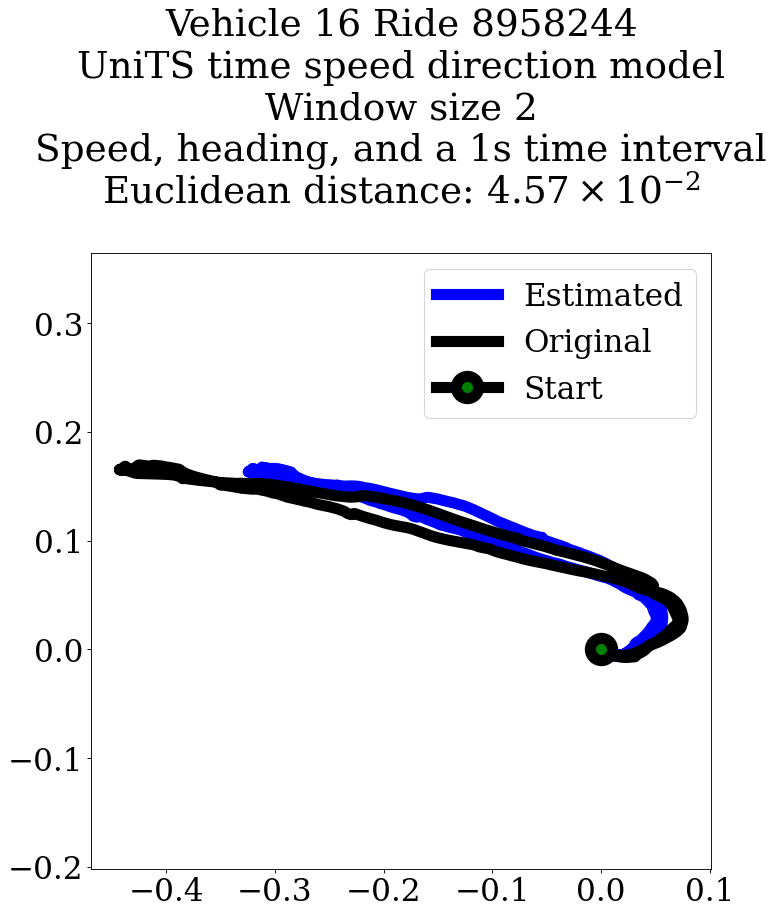 Vehicle 16 Ride 8958244
UniTS time speed direction model
Window size 2
Speed, heading, and a 1s time interval
Euclidean distance: 4.57 × 10⁻²
Estimated
Original
Start
0.3
0.2
0.1
0.0
−0.1
−0.2
−0.4 −0.3 −0.2 −0.1 0.0 0.1